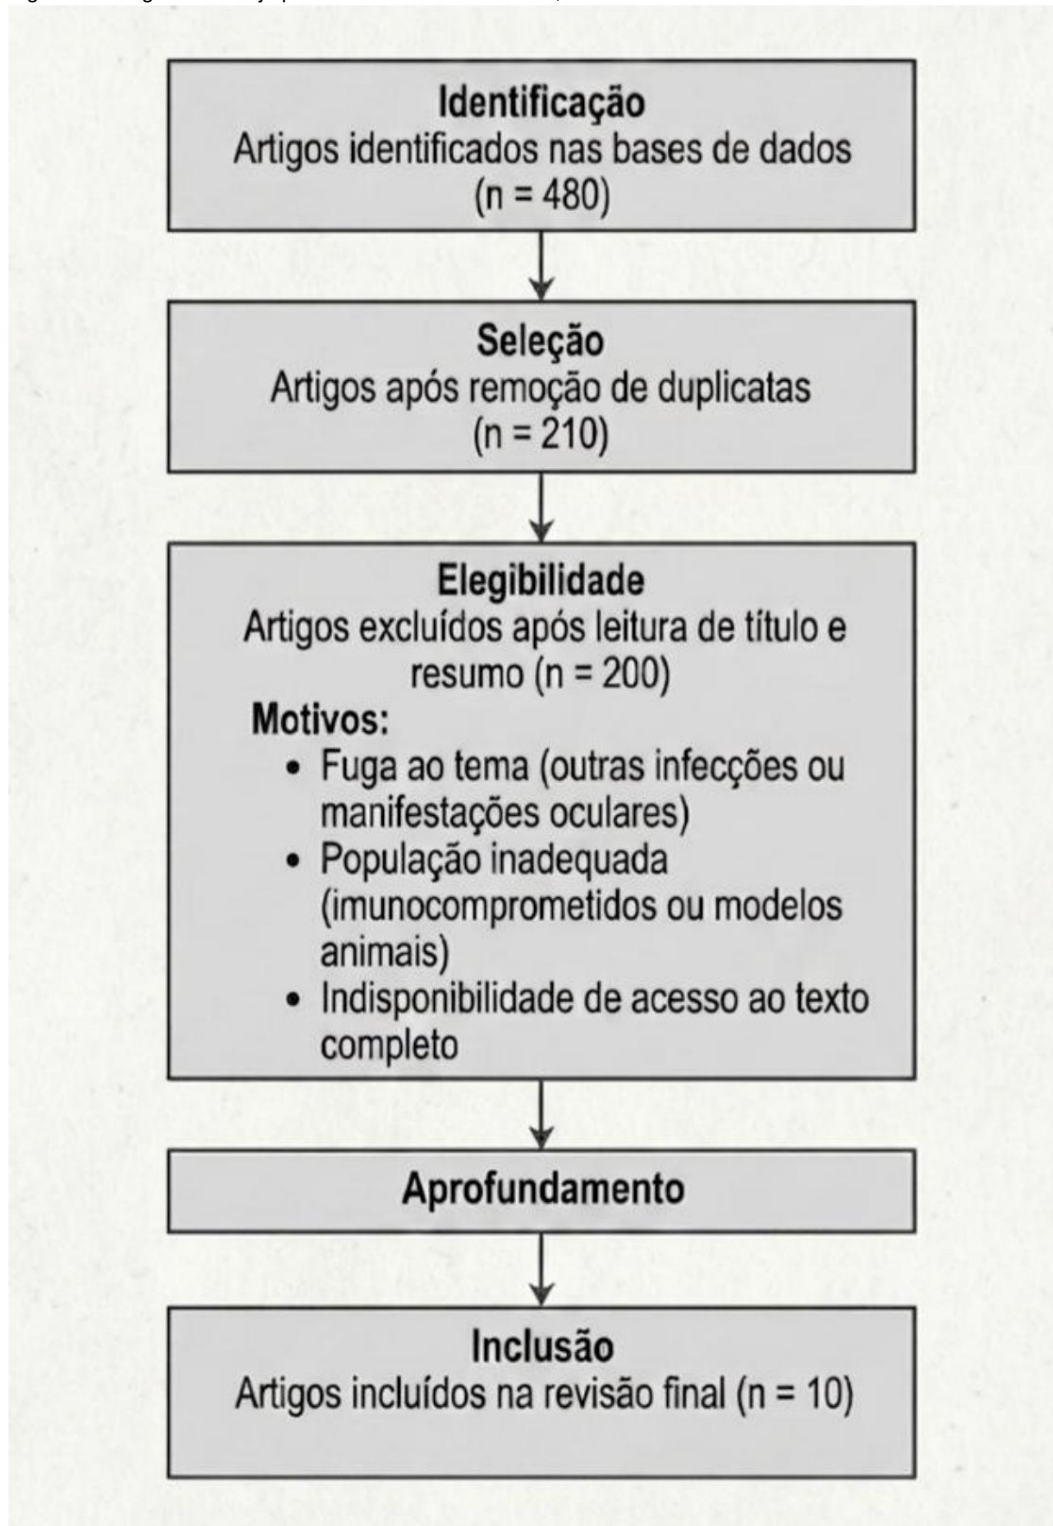 Identificação
Artigos identificados nas bases de dados
(n = 480)
Seleção
Artigos após remoção de duplicatas
(n = 210)
Elegibilidade
Artigos excluídos após leitura de título e
resumo (n = 200)
Motivos:
• Fuga ao tema (outras infecções ou
manifestações oculares)
• População inadequada
(imunocomprometidos ou modelos
animais)
• Indisponibilidade de acesso ao texto
completo
Aprofundamento
Inclusão
Artigos incluídos na revisão final (n = 10)